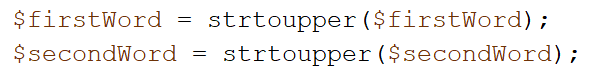 $firstWord = strtoupper($firstWord);
$secondWord = strtoupper($secondWord);